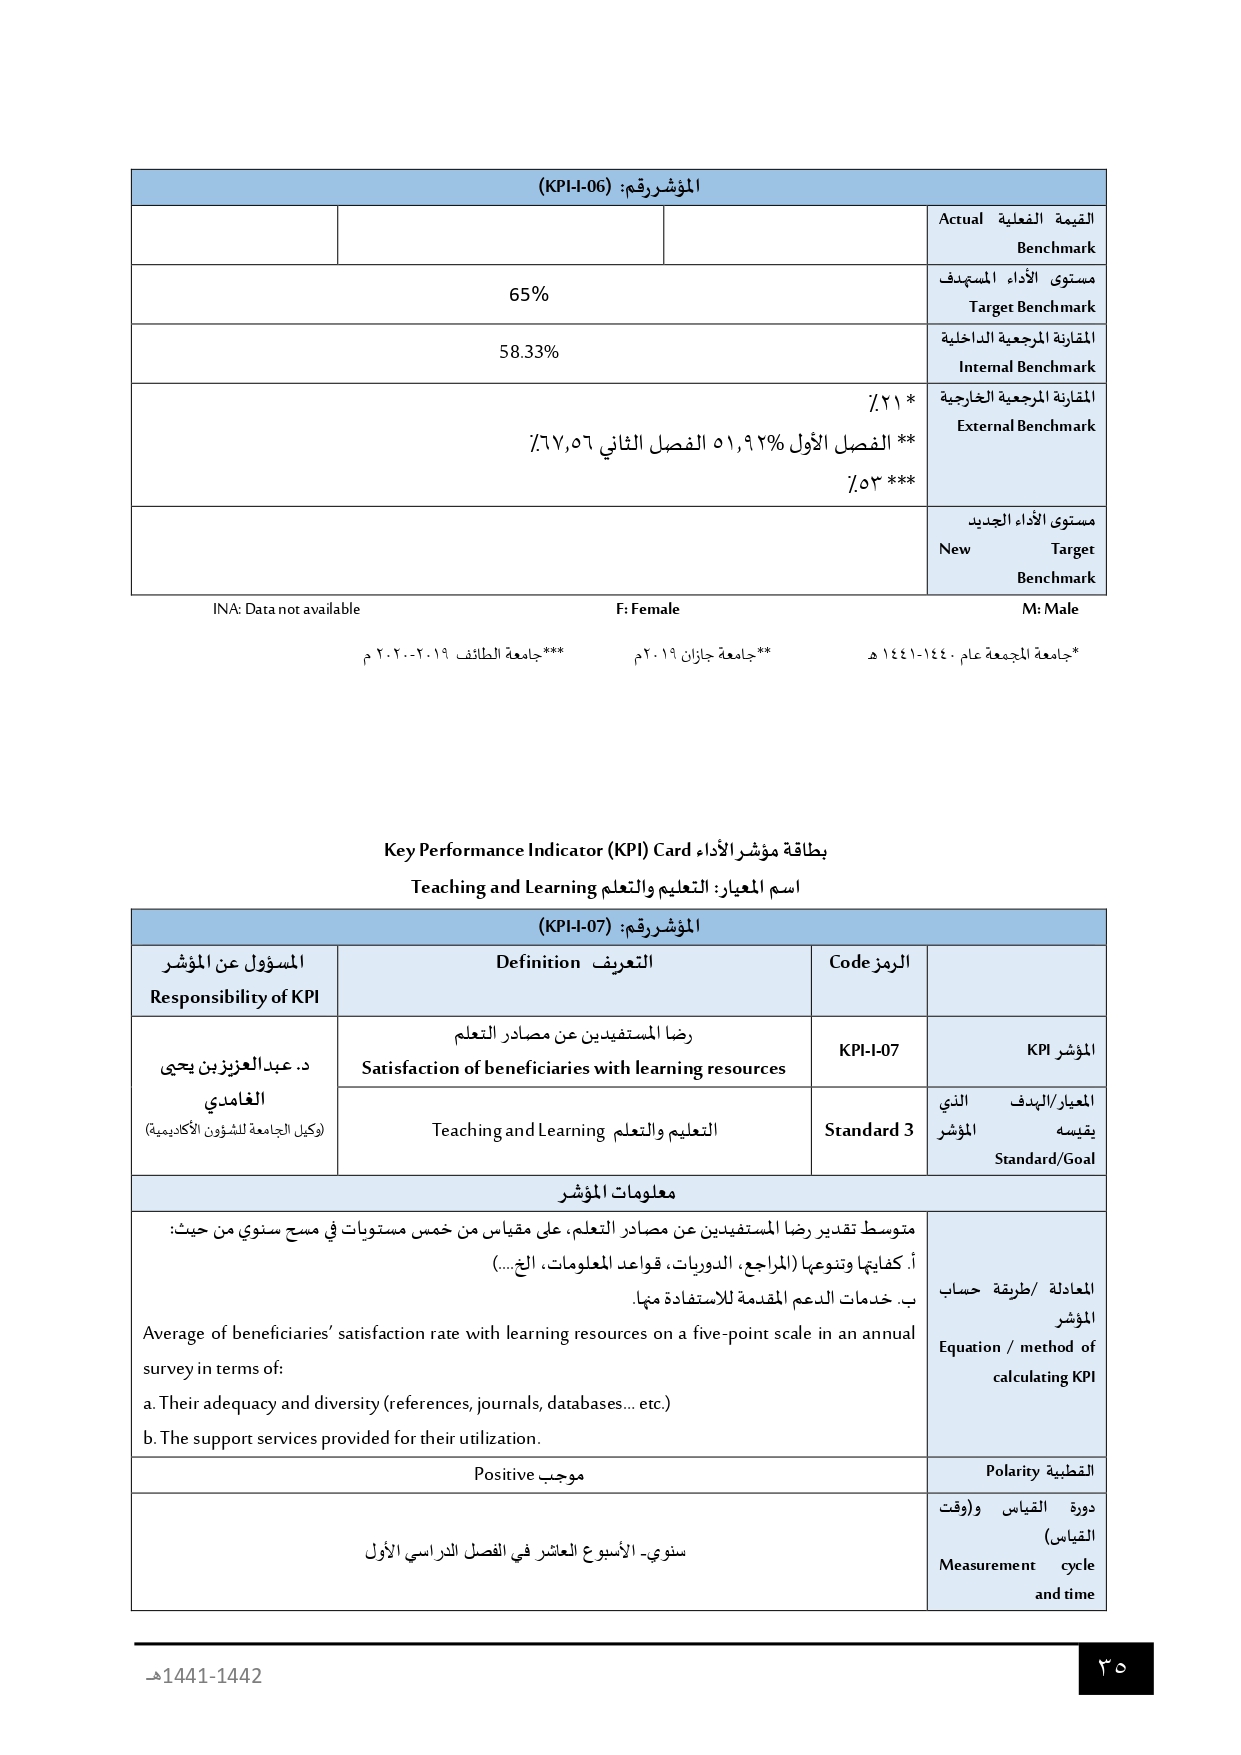 المؤشر رقم: (KPI-I-06)
القيمة الفعلية Actual
Benchmark
مستوى الأداء المستهدف
Target Benchmark
65%
المقارنة المرجعية الداخلية
Internal Benchmark
58.33%
المقارنة المرجعية الخارجية
External Benchmark
* ٢١٪
** الفصل الأول %٥١,٩٢ الفصل الثاني ٦٧,٥٦٪
*** ٥٣٪
مستوى الأداء الجديد
New Target
Benchmark
M: Male F: Female INA: Data not available
*جامعة المجمعة عام ١٤٤٠-١٤٤١ هـ **جامعة جازان ٢٠١٩م ***جامعة الطائف ٢٠١٩-٢٠٢٠ م
بطاقة مؤشر الأداء Key Performance Indicator (KPI) Card
اسم المعيار: التعليم والتعلم Teaching and Learning
المؤشر رقم: (KPI-I-07)
الرمز Code
التعريف Definition
المسؤول عن المؤشر
Responsibility of KPI
المؤشر KPI
KPI-I-07
رضا المستفيدين عن مصادر التعلم
Satisfaction of beneficiaries with learning resources
د. عبدالعزيز بن يحيى
الغامدي
(وكيل الجامعة للشؤون الأكاديمية)
المعيار/الهدف الذي
يقيسه المؤشر
Standard/Goal
Standard 3
التعليم والتعلم Teaching and Learning
معلومات المؤشر
المعادلة /طريقة حساب
المؤشر
Equation / method of
calculating KPI
متوسط تقدير رضا المستفيدين عن مصادر التعلم، على مقياس من خمس مستويات في مسح سنوي من حيث:
أ. كفايتها وتنوعها (المراجع، الدوريات، قواعد المعلومات، الخ....)
ب. خدمات الدعم المقدمة للاستفادة منها.
Average of beneficiaries’ satisfaction rate with learning resources on a five-point scale in an annual
survey in terms of:
a. Their adequacy and diversity (references, journals, databases... etc.)
b. The support services provided for their utilization.
القطبية Polarity
موجب Positive
دورة القياس و(وقت
القياس)
Measurement cycle
and time
سنوي- الأسبوع العاشر في الفصل الدراسي الأول
٣٥
1441-1442هـ